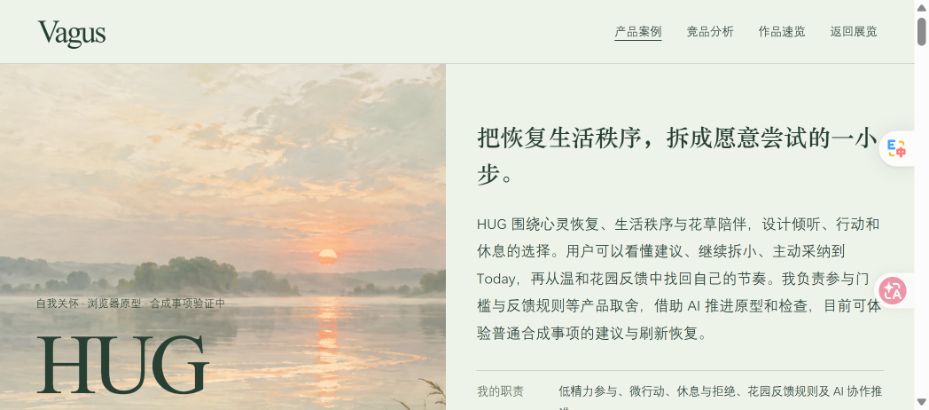 Vagus
产品案例
竞品分析
作品速览
返回展览
自我关怀 · 浏览器原型 · 合成事项验证中
HUG
把恢复生活秩序，拆成愿意尝试的一小
步。
HUG 围绕心灵恢复、生活秩序与花草陪伴，设计倾听、行动和
休息的选择。用户可以看懂建议、继续拆小、主动采纳到
Today，再从温和花园反馈中找回自己的节奏。我负责参与门
槛与反馈规则等产品取舍，借助 AI 推进原型和检查，目前可体
验普通合成事项的建议与刷新恢复。
我的职责
低精力参与、微行动、休息与拒绝、花园反馈规则及 AI 协作推